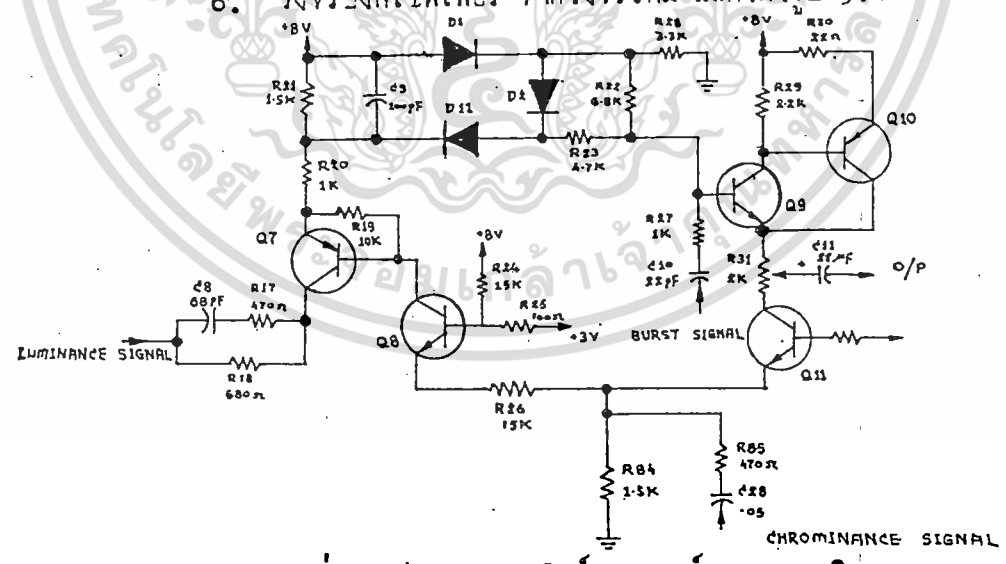 +8V
D1
R28
3.3K
+8V
R30
22Ω
R21
1.5K
C9
100pF
D2
R22
6.8K
R29
2.2K
Q10
D11
R23
4.7K
R20
1K
Q9
R19
10K
Q7
+8V
R27
1K
R31
2K
C11
+
O/P
R24
15K
C10
22pF
C8
68pF
R17
470Ω
R25
100Ω
+3V
BURST SIGNAL
LUMINANCE SIGNAL
Q8
Q11
R18
680Ω
R26
15K
R84
1.5K
R85
470Ω
C28
.05
CHROMINANCE SIGNAL